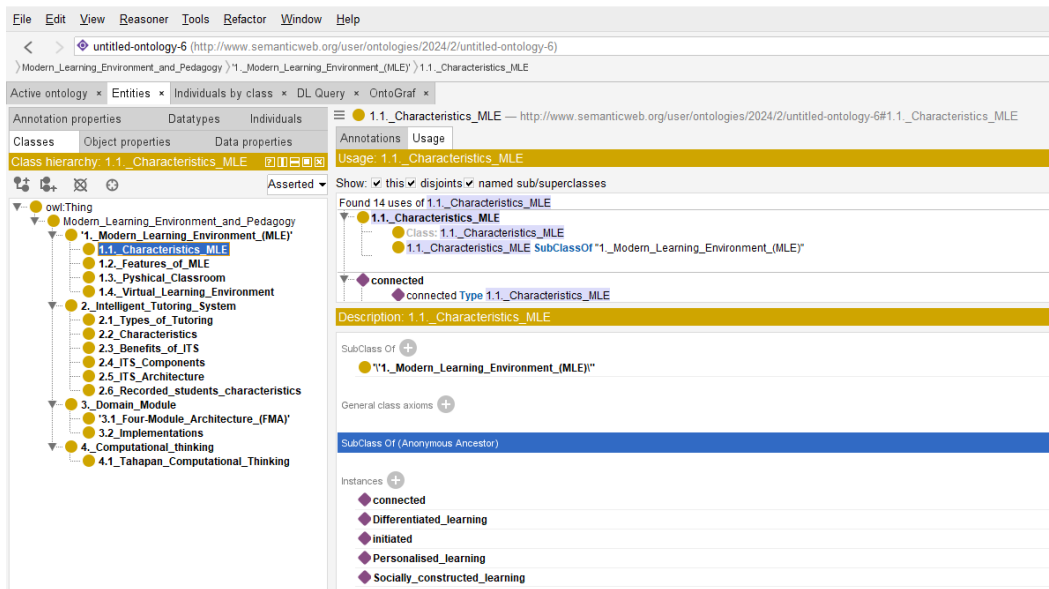 File Edit View Reasoner Tools Refactor Window Help
< > untitled-ontology-6 (http://www.semanticweb.org/user/ontologies/2024/2/untitled-ontology-6)
Modern_Learning_Environment_and_Pedagogy '1._Modern_Learning_Environment_(MLE)' 1.1._Characteristics_MLE
Active ontology × Entities × Individuals by class × DL Query × OntoGraf ×
Annotation properties Datatypes Individuals
Classes Object properties Data properties
Class hierarchy: 1.1._Characteristics_MLE
Asserted
owl:Thing
Modern_Learning_Environment_and_Pedagogy
'1._Modern_Learning_Environment_(MLE)'
1.1._Characteristics_MLE
1.2._Features_of_MLE
1.3._Pyshical_Classroom
1.4._Virtual_Learning_Environment
2._Intelligent_Tutoring_System
2.1_Types_of_Tutoring
2.2_Characteristics
2.3_Benefits_of_ITS
2.4_ITS_Components
2.5_ITS_Architecture
2.6_Recorded_students_characteristics
3._Domain_Module
'3.1_Four-Module_Architecture_(FMA)'
3.2_Implementations
4._Computational_thinking
4.1_Tahapan_Computational_Thinking
1.1._Characteristics_MLE — http://www.semanticweb.org/user/ontologies/2024/2/untitled-ontology-6#1.1._Characteristics_MLE
Annotations Usage
Usage: 1.1._Characteristics_MLE
Show: this disjoints named sub/superclasses
Found 14 uses of 1.1._Characteristics_MLE
1.1._Characteristics_MLE
Class: 1.1._Characteristics_MLE
1.1._Characteristics_MLE SubClassOf "1._Modern_Learning_Environment_(MLE)"
connected
connected Type 1.1._Characteristics_MLE
Description: 1.1._Characteristics_MLE
SubClass Of
'\'1._Modern_Learning_Environment_(MLE)\''
General class axioms
SubClass Of (Anonymous Ancestor)
Instances
connected
Differentiated_learning
initiated
Personalised_learning
Socially_constructed_learning